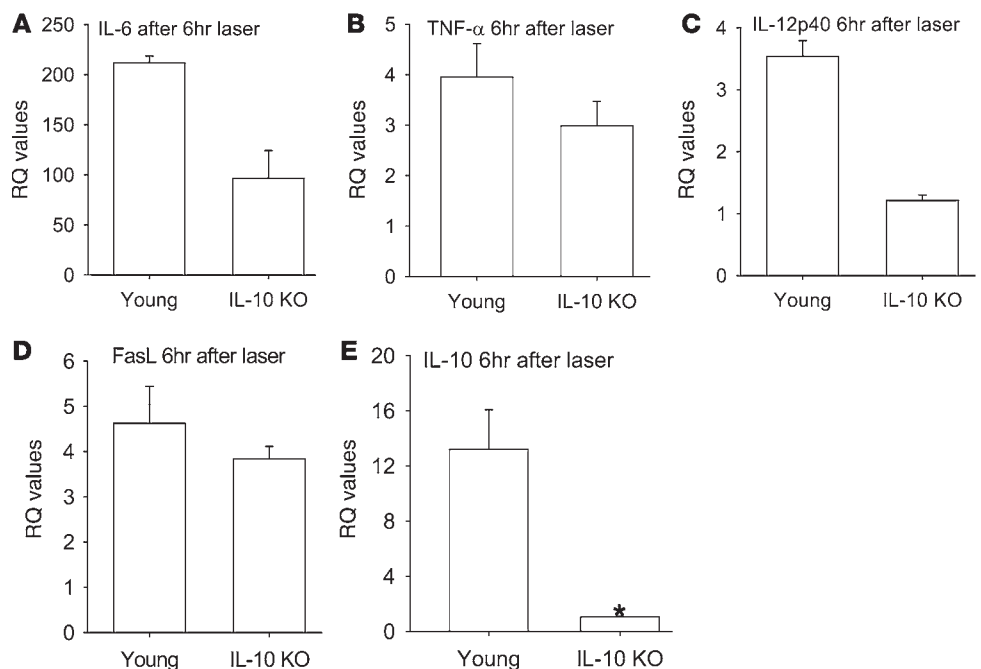 A IL-6 after 6hr laser
RQ values
250
200
150
100
50
0
Young IL-10 KO
B TNF-α 6hr after laser
RQ values
5
4
3
2
1
0
Young IL-10 KO
C IL-12p40 6hr after laser
RQ values
4
3
2
1
0
Young IL-10 KO
D FasL 6hr after laser
RQ values
6
5
4
3
2
1
0
Young IL-10 KO
E IL-10 6hr after laser
RQ values
20
16
12
8
4
0
*
Young IL-10 KO